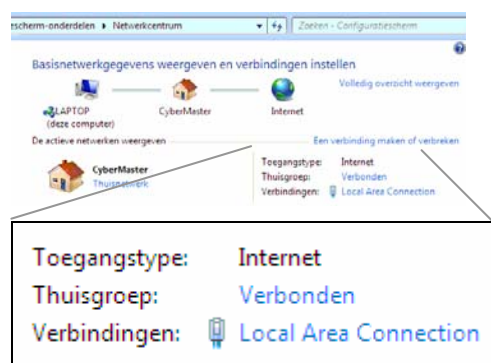 escherm-onderdelen ▸ Netwerkcentrum
Zoeken - Configuratiescherm
Basisnetwerkgegevens weergeven en verbindingen instellen
Volledig overzicht weergeven
LAPTOP
(deze computer)
CyberMaster
Internet
De actieve netwerken weergeven
Een verbinding maken of verbreken
CyberMaster
Thuisnetwerk
Toegangstype: Internet
Thuisgroep: Verbonden
Verbindingen: Local Area Connection
Toegangstype: Internet
Thuisgroep: Verbonden
Verbindingen: Local Area Connection